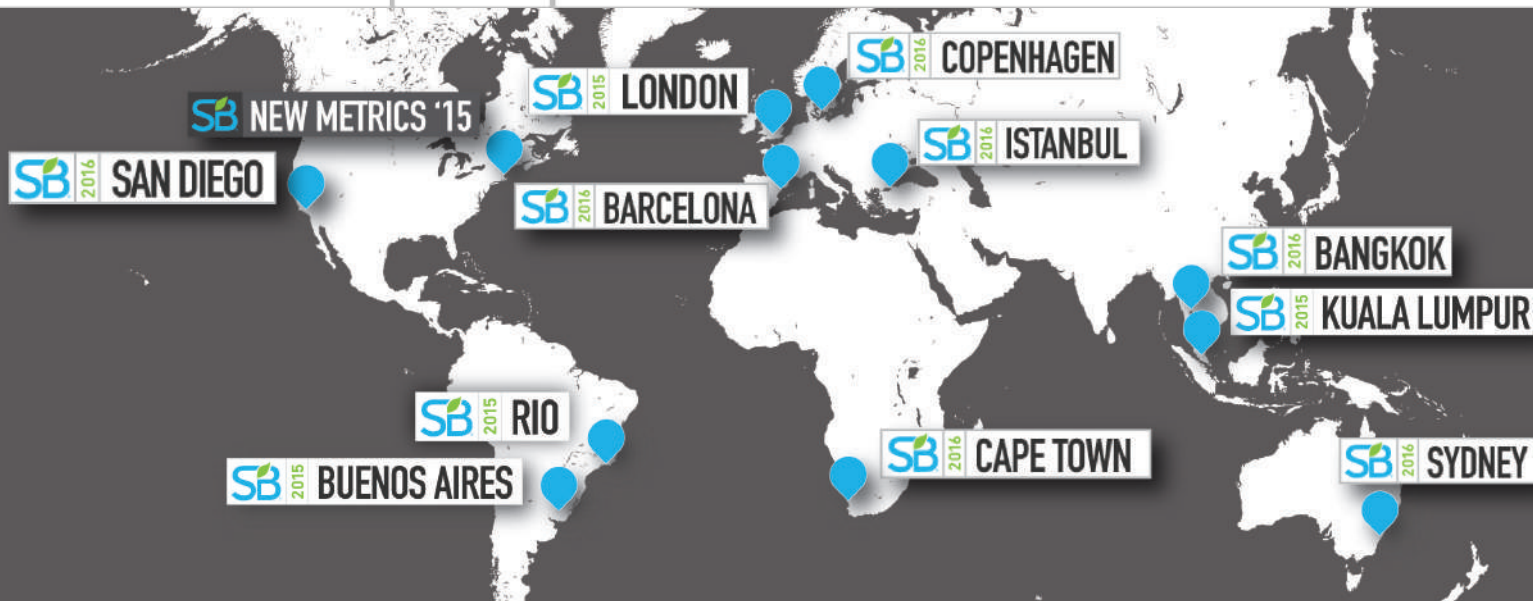 SB 2016 COPENHAGEN
SB 2015 LONDON
SB NEW METRICS '15
SB 2016 ISTANBUL
SB 2016 SAN DIEGO
SB 2016 BARCELONA
SB 2016 BANGKOK
SB 2015 KUALA LUMPUR
SB 2015 RIO
SB 2016 CAPE TOWN
SB 2016 SYDNEY
SB 2015 BUENOS AIRES